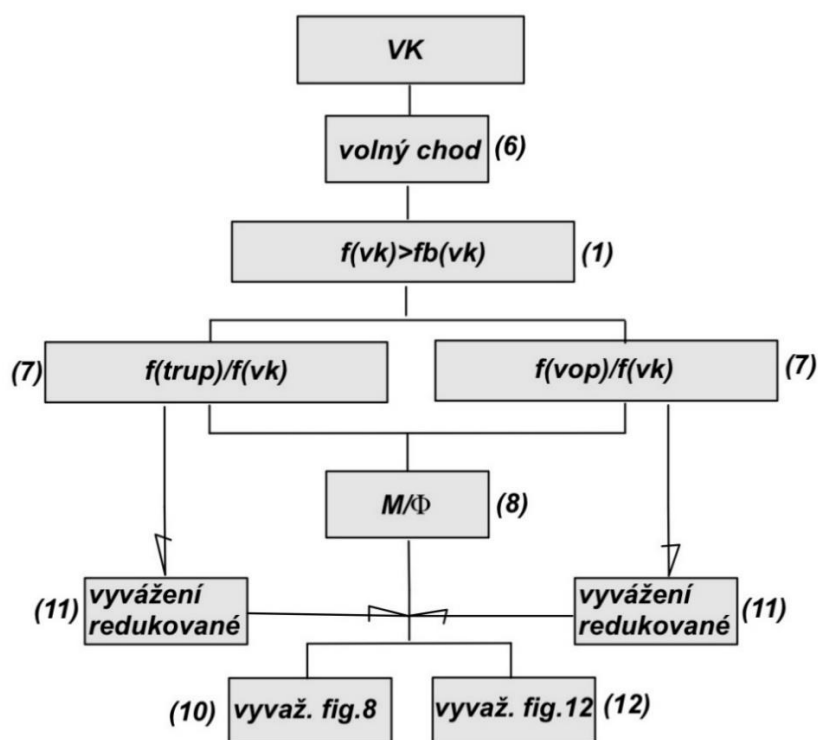 VK
volný chod (6)
f(vk)>fb(vk) (1)
(7) f(trup)/f(vk) f(vop)/f(vk) (7)
M/Φ (8)
(11) vyvážení redukované vyvážení redukované (11)
(10) vyvaž. fig.8 vyvaž. fig.12 (12)